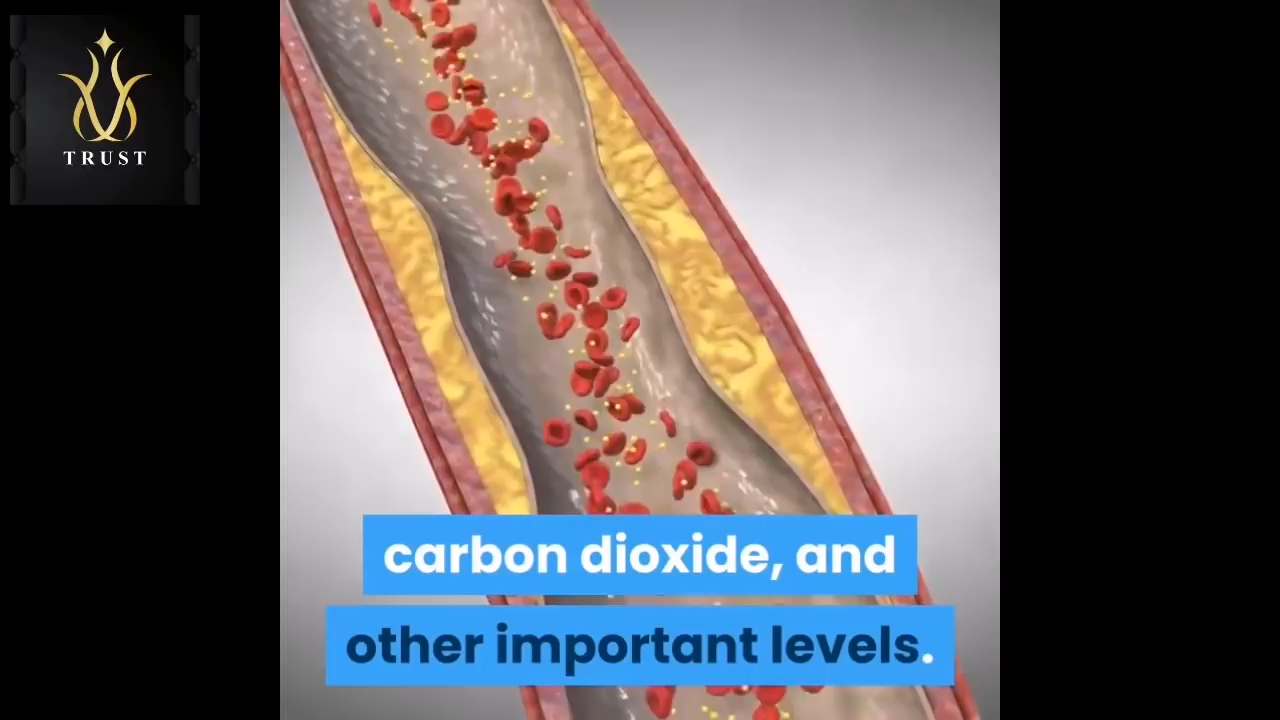 TRUST
carbon dioxide, and
other important levels.